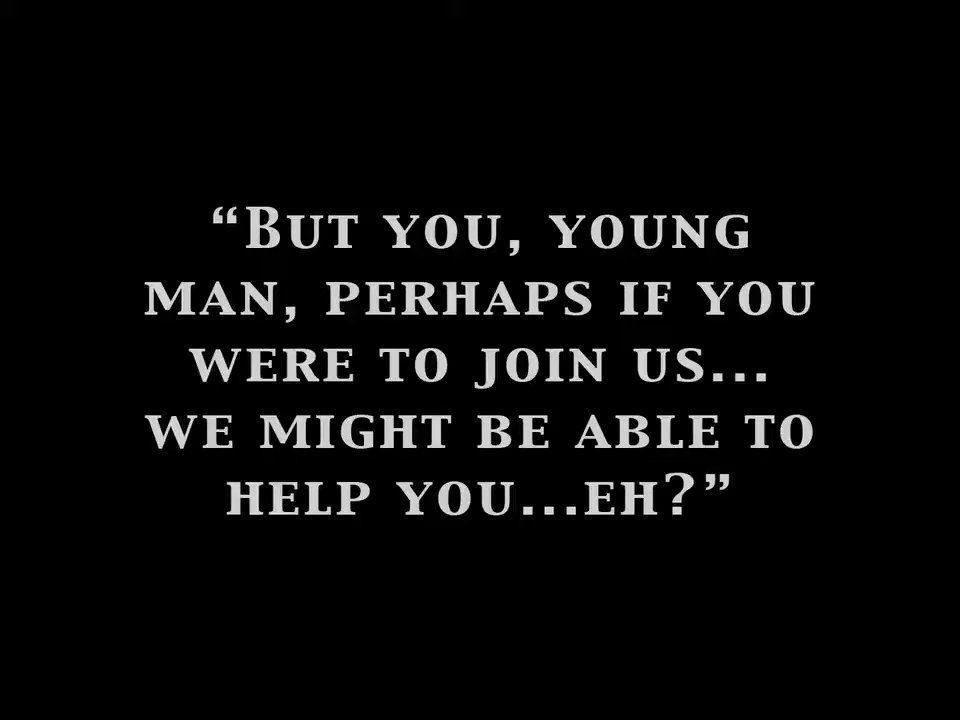 “But you, young
man, perhaps if you
were to join us...
we might be able to
help you...eh?”